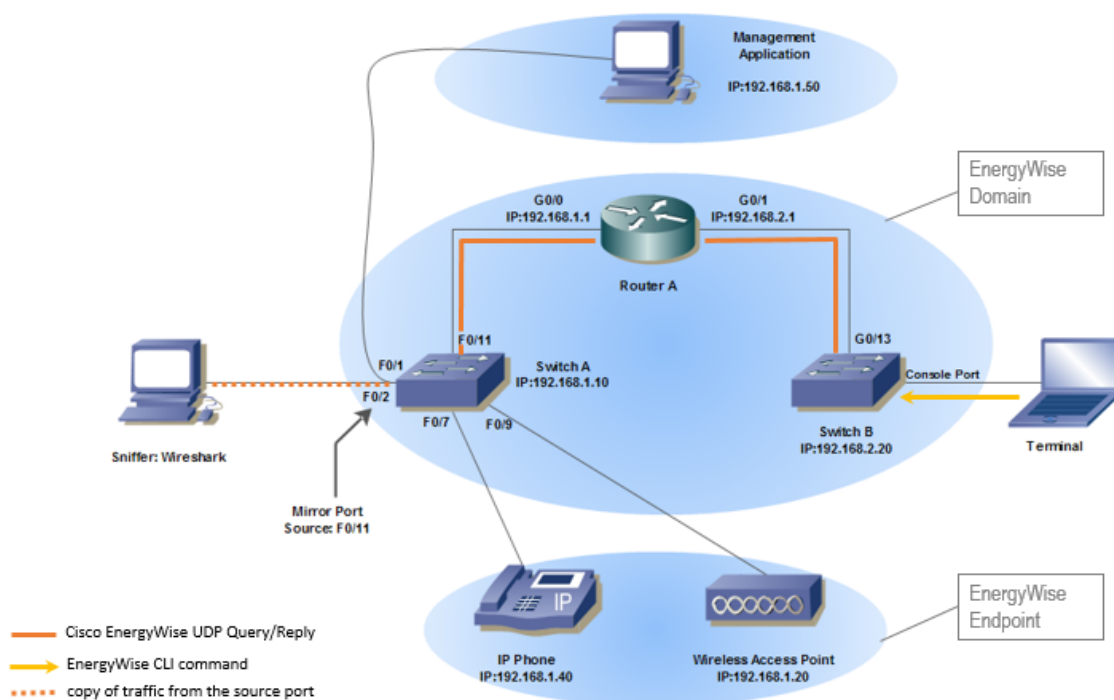 Management
Application
IP:192.168.1.50
EnergyWise
Domain
G0/0
IP:192.168.1.1
G0/1
IP:192.168.2.1
Router A
F0/11
G0/13
F0/1
Switch A
IP:192.168.1.10
Console Port
F0/2
F0/7
F0/9
Switch B
IP:192.168.2.20
Terminal
Sniffer: Wireshark
Mirror Port
Source: F0/11
EnergyWise
Endpoint
IP
Cisco EnergyWise UDP Query/Reply
EnergyWise CLI command
copy of traffic from the source port
IP Phone
IP:192.168.1.40
Wireless Access Point
IP:192.168.1.20